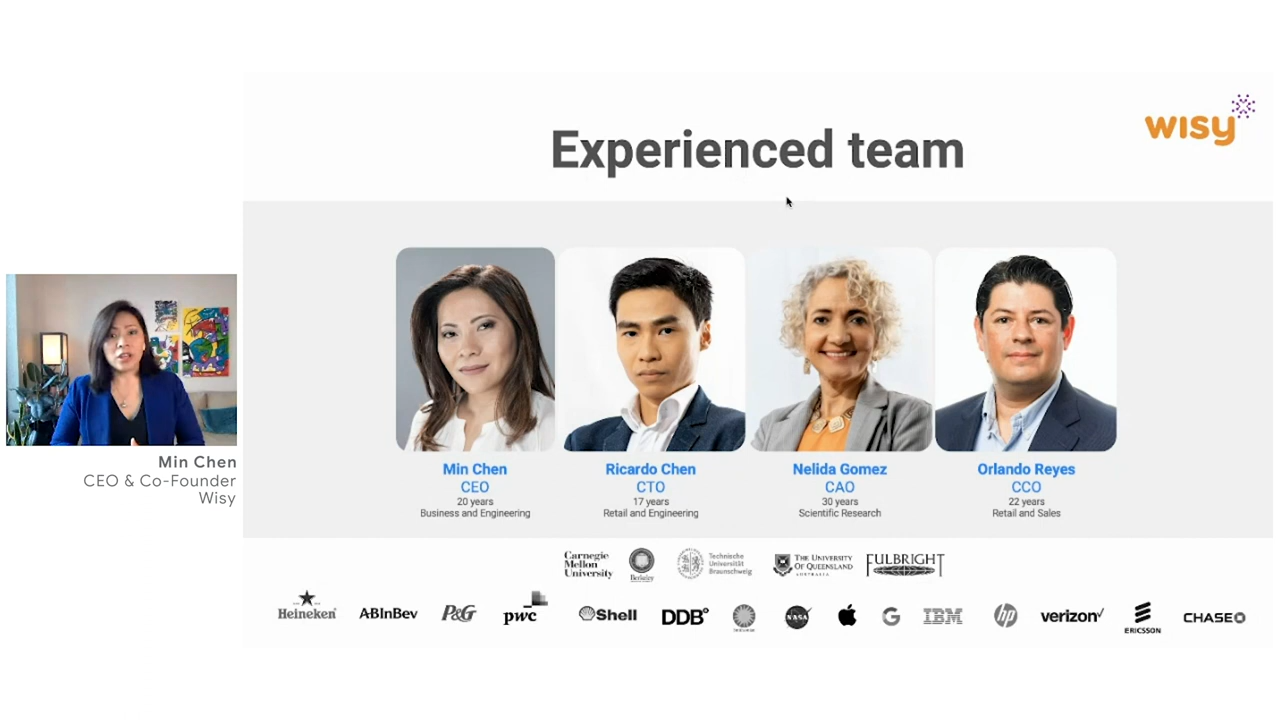 Experienced team
wisy
Min Chen
CEO
20 years
Business and Engineering
Ricardo Chen
CTO
17 years
Retail and Engineering
Nelida Gomez
CAO
30 years
Scientific Research
Orlando Reyes
CCO
22 years
Retail and Sales
Min Chen
CEO & Co-Founder
Wisy
Carnegie
Mellon
University
Berkeley
Technische
Universität
Braunschweig
THE UNIVERSITY
OF QUEENSLAND
AUSTRALIA
FULBRIGHT
Heineken
ABInBev
P&G
pwc
Shell
DDB°
NASA
G
IBM
hp
verizon✓
ERICSSON
CHASE